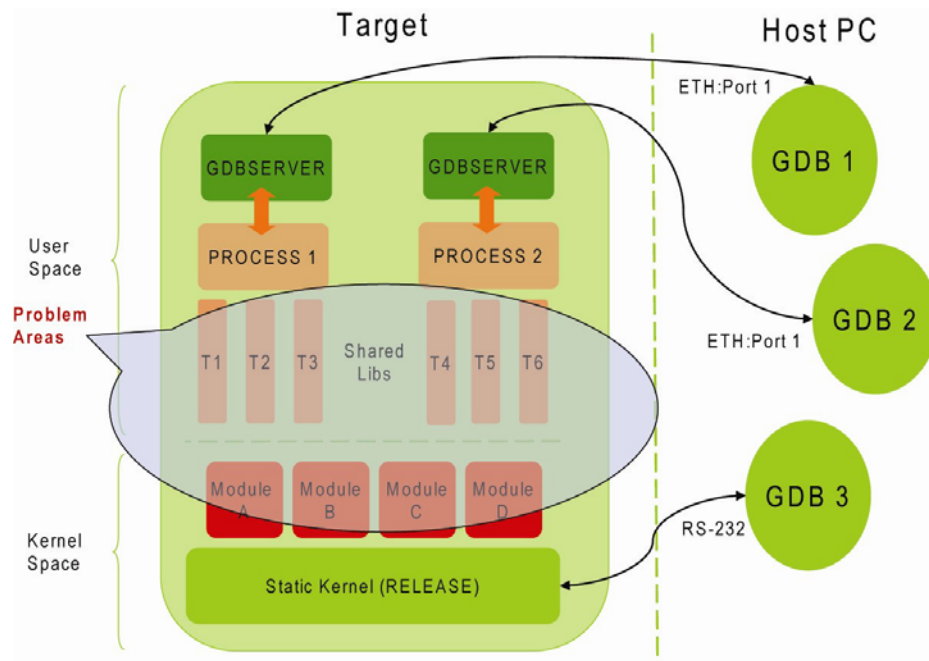 Target
Host PC
ETH:Port 1
GDB 1
GDBSERVER
GDBSERVER
User
Space
PROCESS 1
PROCESS 2
Problem
Areas
GDB 2
ETH:Port 1
T1
T2
T3
Shared
Libs
T4
T5
T6
Module
A
Module
B
Module
C
Module
D
GDB 3
RS-232
Kernel
Space
Static Kernel (RELEASE)